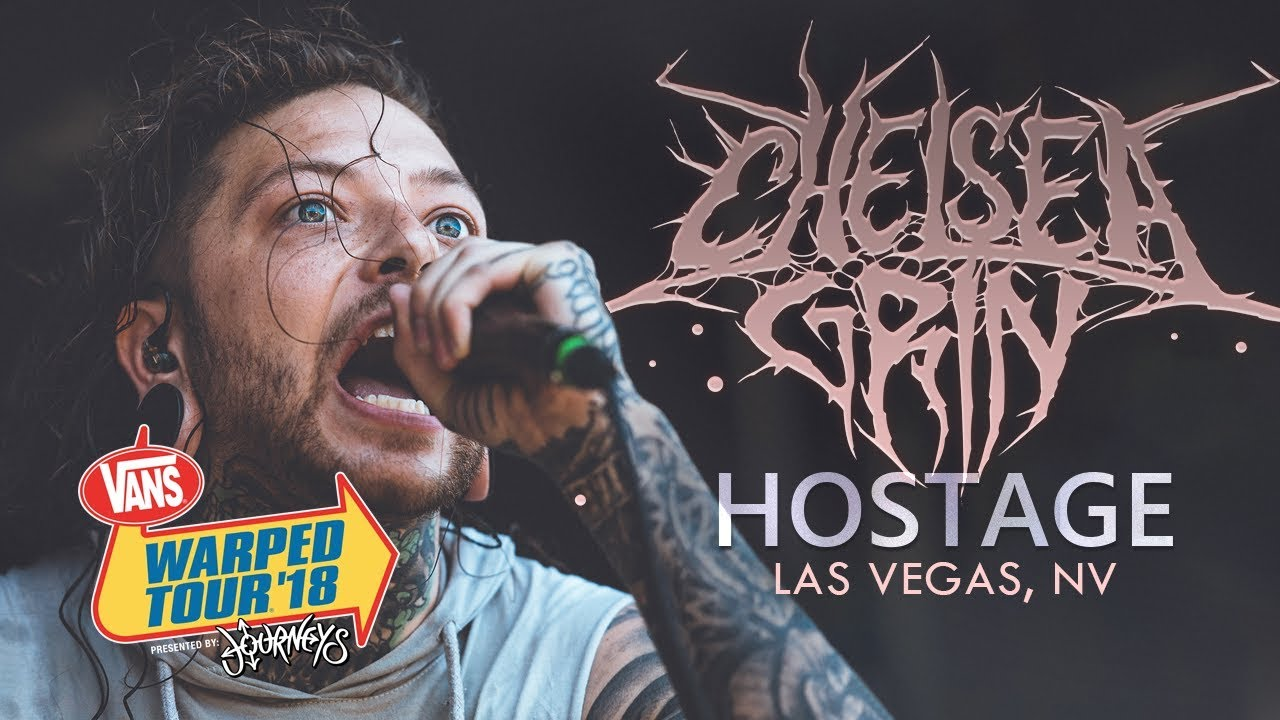 CHELSEA
GRIN
HOSTAGE
LAS VEGAS, NV
VANS
WARPED
TOUR '18
PRESENTED BY: JOURNEYS